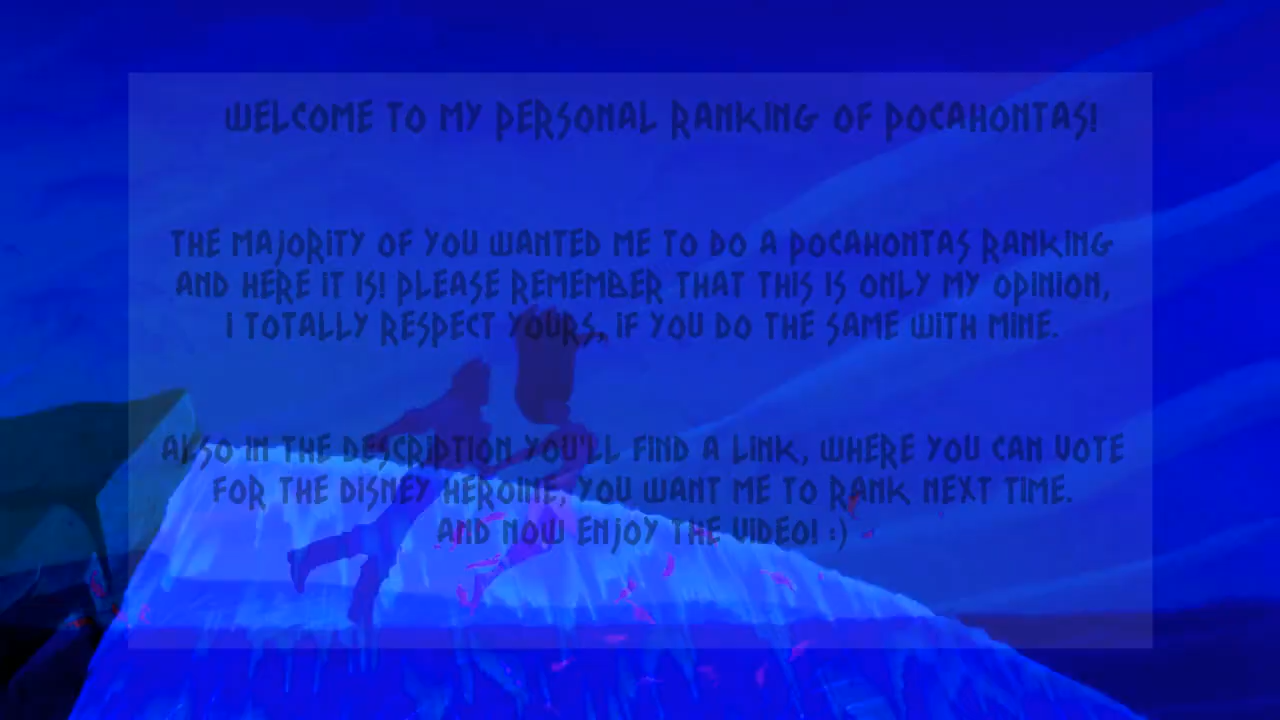 WELCOME TO MY PERSONAL RANKING OF POCAHONTAS!
THE MAJORITY OF YOU WANTED ME TO DO A POCAHONTAS RANKING
AND HERE IT IS! PLEASE REMEMBER THAT THIS IS ONLY MY OPINION,
I TOTALLY RESPECT YOURS, IF YOU DO THE SAME WITH MINE.
ALSO IN THE DESCRIPTION YOU'LL FIND A LINK, WHERE YOU CAN VOTE
FOR THE DISNEY HEROINE, YOU WANT ME TO RANK NEXT TIME.
AND NOW ENJOY THE VIDEO! :)